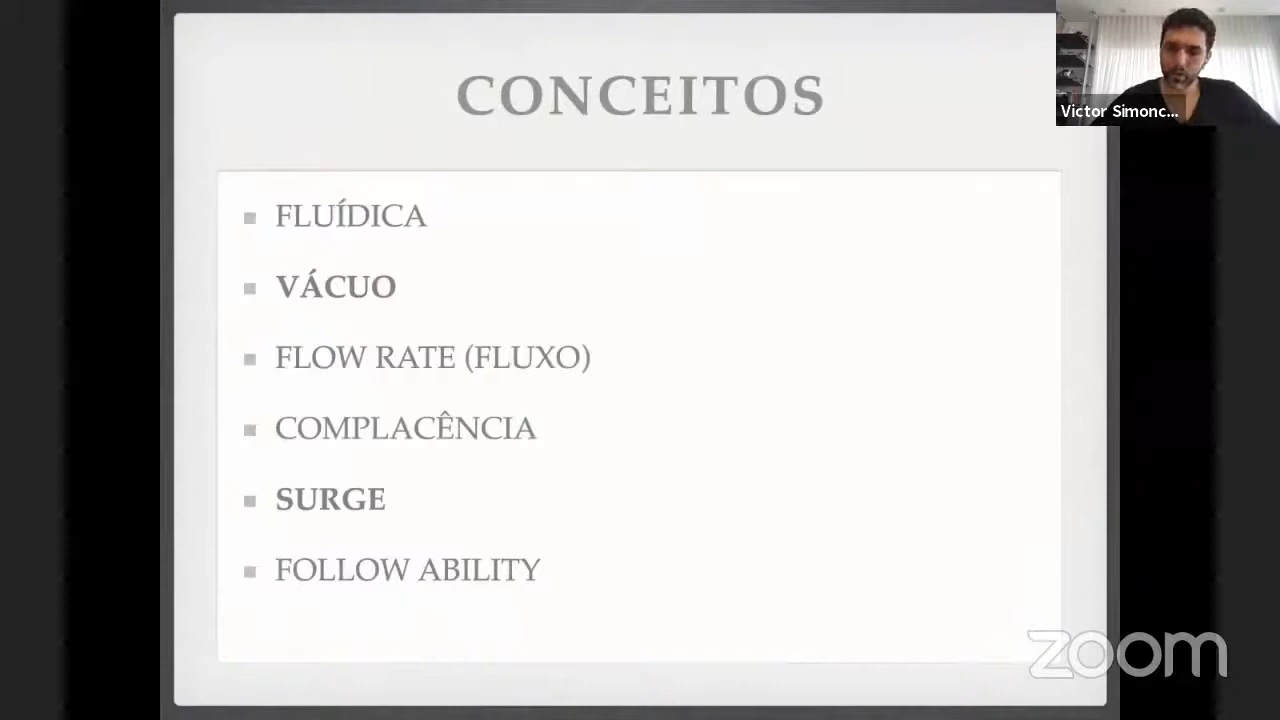 CONCEITOS
Victor Simonc...
FLUÍDICA
VÁCUO
FLOW RATE (FLUXO)
COMPLACÊNCIA
SURGE
FOLLOW ABILITY
zoom